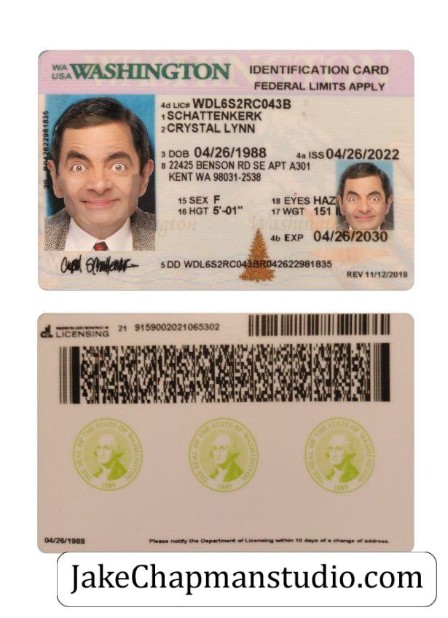 WA USA WASHINGTON IDENTIFICATION CARD
FEDERAL LIMITS APPLY
4d LIC# WDL6S2RC043B
1 SCHATTENKERK
2 CRYSTAL LYNN
3 DOB 04/26/1988 4a ISS 04/26/2022
8 22425 BENSON RD SE APT A301
KENT WA 98031-2538
15 SEX F 18 EYES HAZ
16 HGT 5'-01" 17 WGT 151
4b EXP 04/26/2030
5 DD WDL6S2RC043BR042622981835
REV 11/12/2019
LICENSING 21 9159002021065302
THE SEAL OF THE STATE OF WASHINGTON
1889
THE SEAL OF THE STATE OF WASHINGTON
1889
THE SEAL OF THE STATE OF WASHINGTON
1889
04/26/1988 Please notify the Department of Licensing within 10 days of a change of address.
JakeChapmanstudio.com